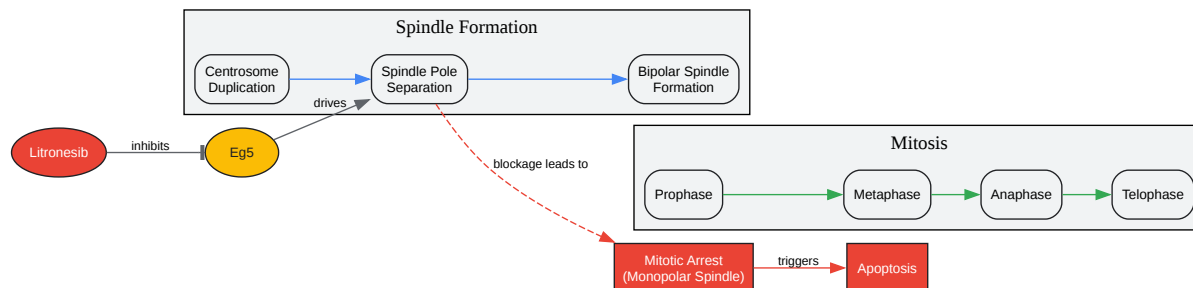 Spindle Formation
Centrosome
Duplication
Spindle Pole
Separation
Bipolar Spindle
Formation
drives
Litronesib
inhibits
Eg5
blockage leads to
Mitosis
Prophase
Metaphase
Anaphase
Telophase
Mitotic Arrest
(Monopolar Spindle)
triggers
Apoptosis